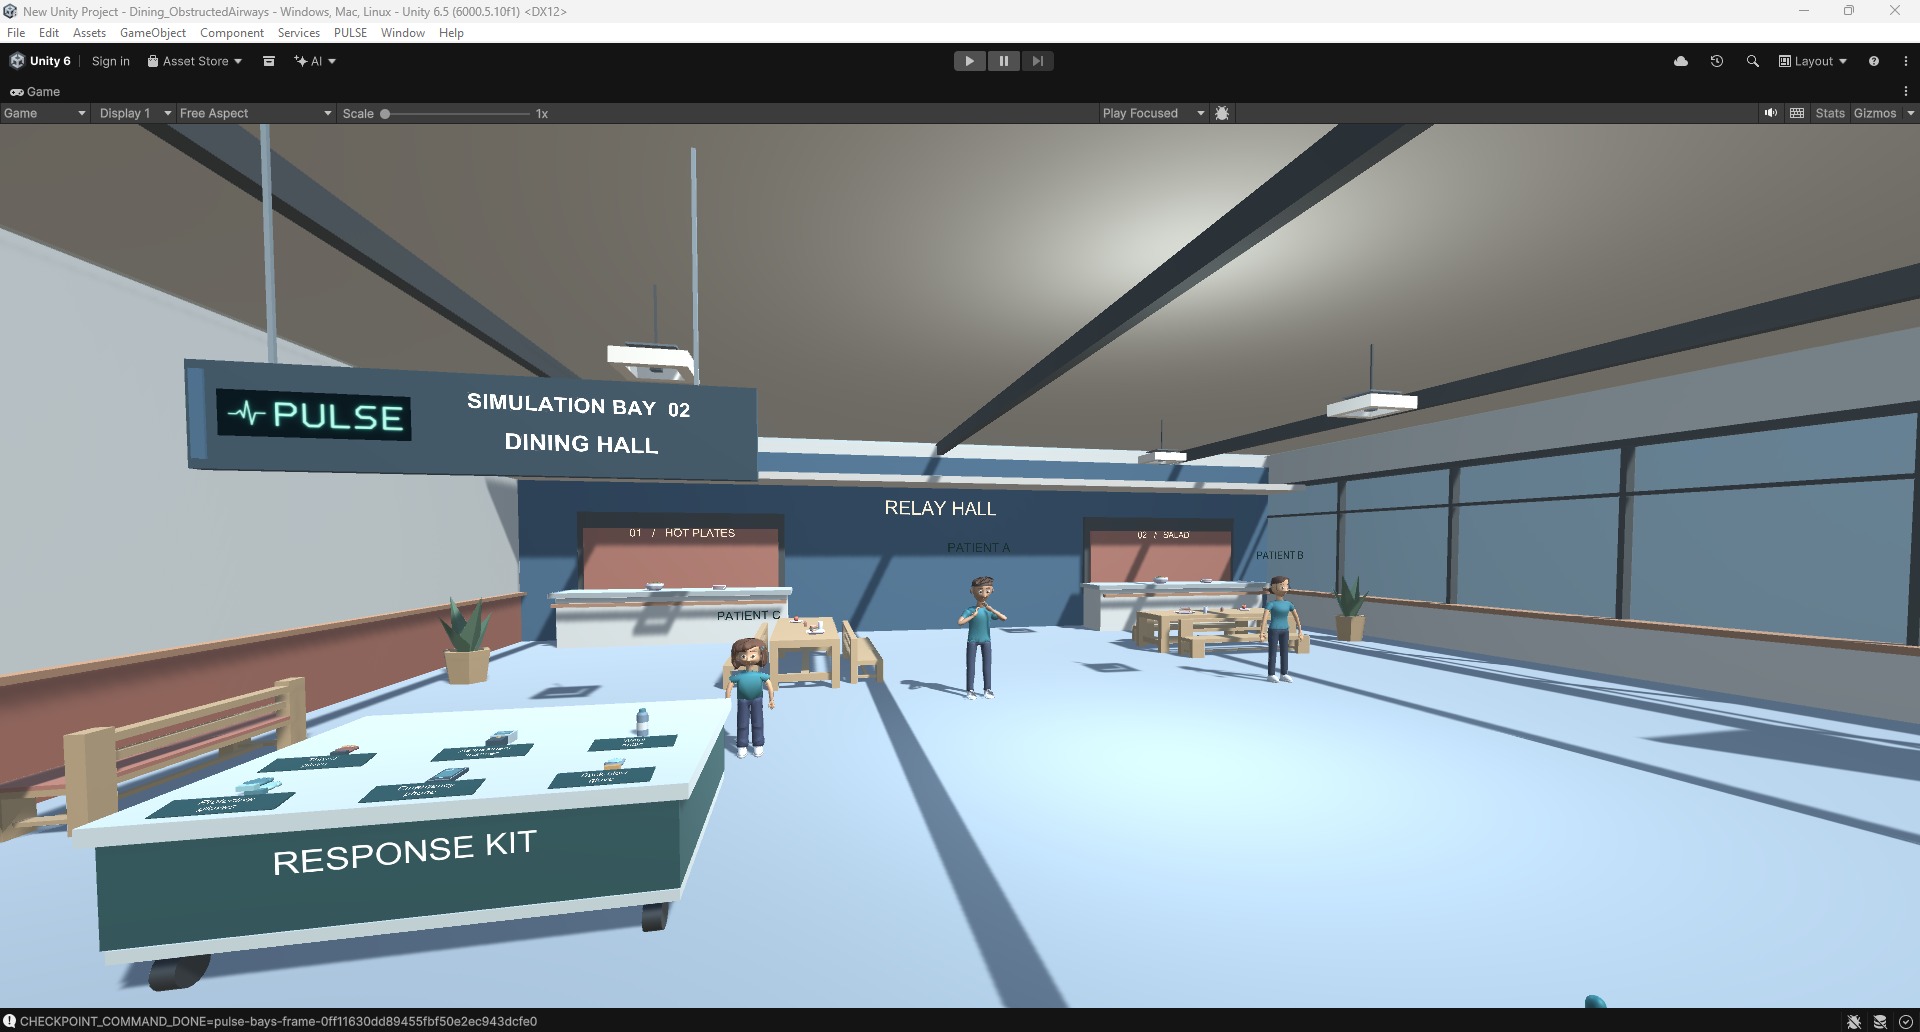 New Unity Project - Dining_ObstructedAirways - Windows, Mac, Linux - Unity 6.5 (6000.5.10f1) <DX12>
File Edit Assets GameObject Component Services PULSE Window Help
Unity 6 Sign in Asset Store AI Layout
Game
Game Display 1 Free Aspect Scale 1x Play Focused Stats Gizmos
PULSE
SIMULATION BAY 02
DINING HALL
RELAY HALL
01 / HOT PLATES
02 / SALAD
PATIENT A
PATIENT B
PATIENT C
RESPONSE KIT
CHECKPOINT_COMMAND_DONE=pulse-bays-frame-0ff11630dd89455fbf50e2ec943dcfe0